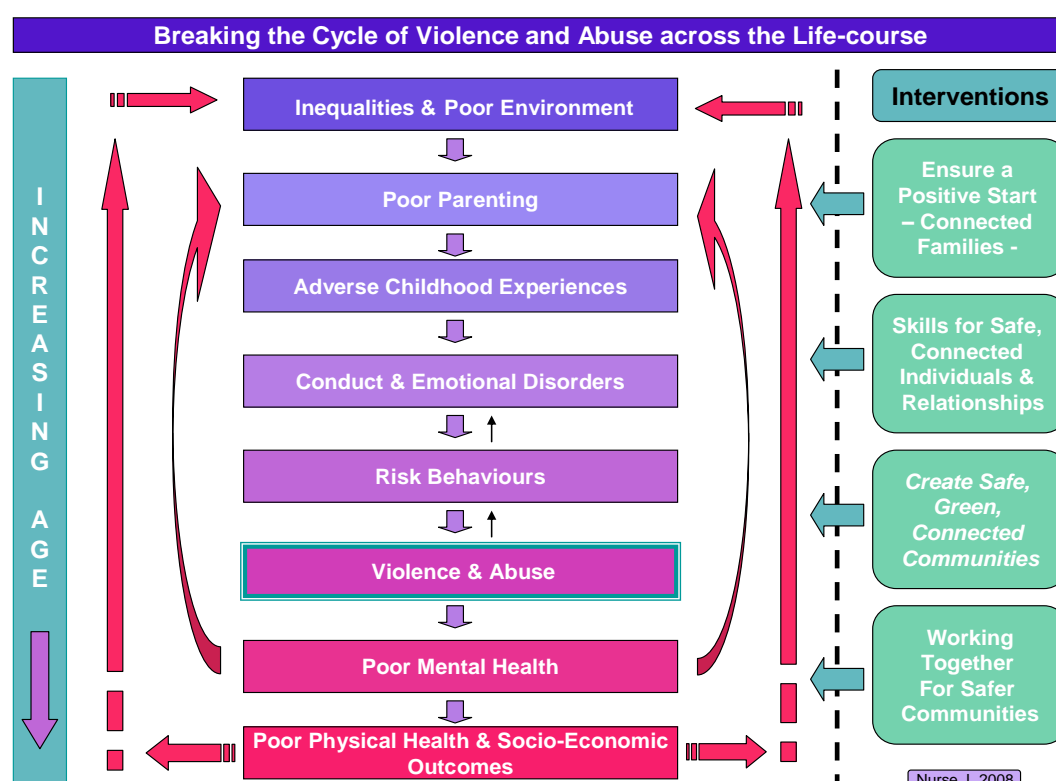 Breaking the Cycle of Violence and Abuse across the Life-course
INCREASING AGE
Inequalities & Poor Environment
Poor Parenting
Adverse Childhood Experiences
Conduct & Emotional Disorders
Risk Behaviours
Violence & Abuse
Poor Mental Health
Poor Physical Health & Socio-Economic
Outcomes
Interventions
Ensure a
Positive Start
– Connected
Families -
Skills for Safe,
Connected
Individuals &
Relationships
Create Safe,
Green,
Connected
Communities
Working
Together
For Safer
Communities
Nurse J, 2008